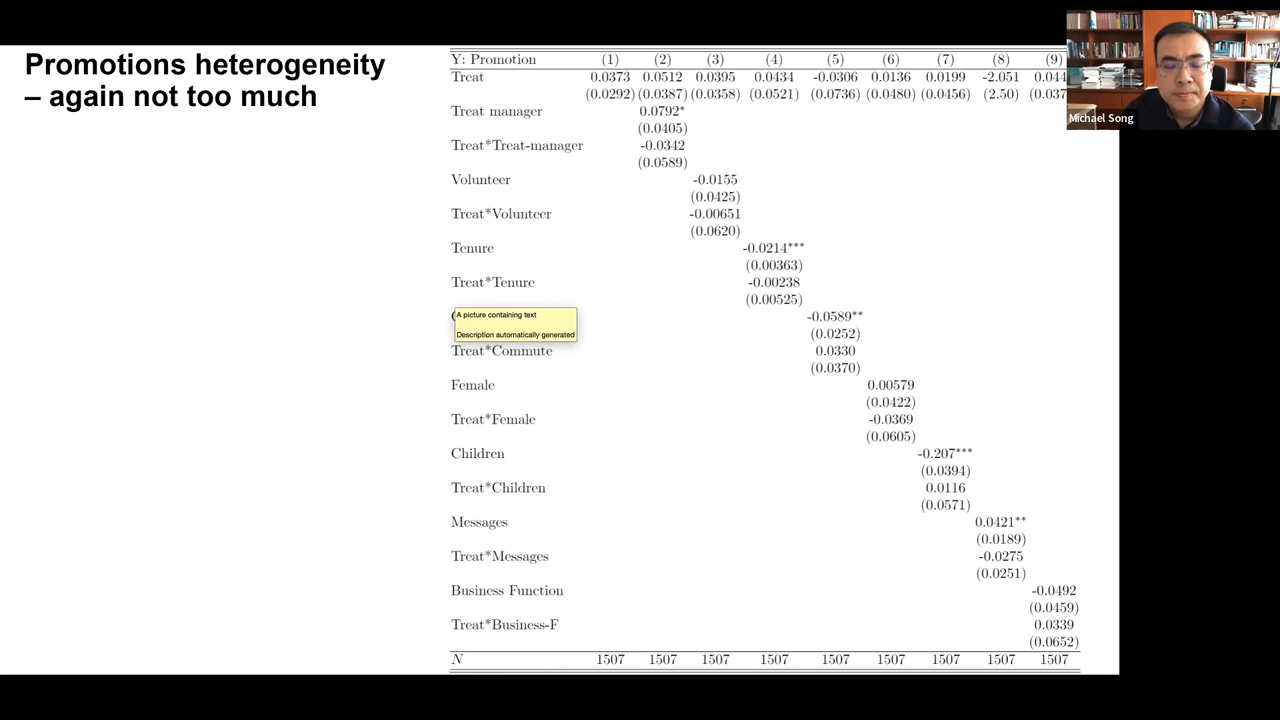 Promotions heterogeneity
– again not too much
Y: Promotion (1) (2) (3) (4) (5) (6) (7) (8) (9)
Treat 0.0373 0.0512 0.0395 0.0434 -0.0306 0.0136 0.0199 -2.051 0.044
(0.0292) (0.0387) (0.0358) (0.0521) (0.0736) (0.0480) (0.0456) (2.50) (0.037
Treat manager 0.0792*
(0.0405)
Treat*Treat-manager -0.0342
(0.0589)
Volunteer -0.0155
(0.0425)
Treat*Volunteer -0.00651
(0.0620)
Tenure -0.0214***
(0.00363)
Treat*Tenure -0.00238
(0.00525)
-0.0589**
(0.0252)
A picture containing text
Description automatically generated
Treat*Commute 0.0330
(0.0370)
Female 0.00579
(0.0422)
Treat*Female -0.0369
(0.0605)
Children -0.207***
(0.0394)
Treat*Children 0.0116
(0.0571)
Messages 0.0421**
(0.0189)
Treat*Messages -0.0275
(0.0251)
Business Function -0.0492
(0.0459)
Treat*Business-F 0.0339
(0.0652)
N 1507 1507 1507 1507 1507 1507 1507 1507 1507
Michael Song